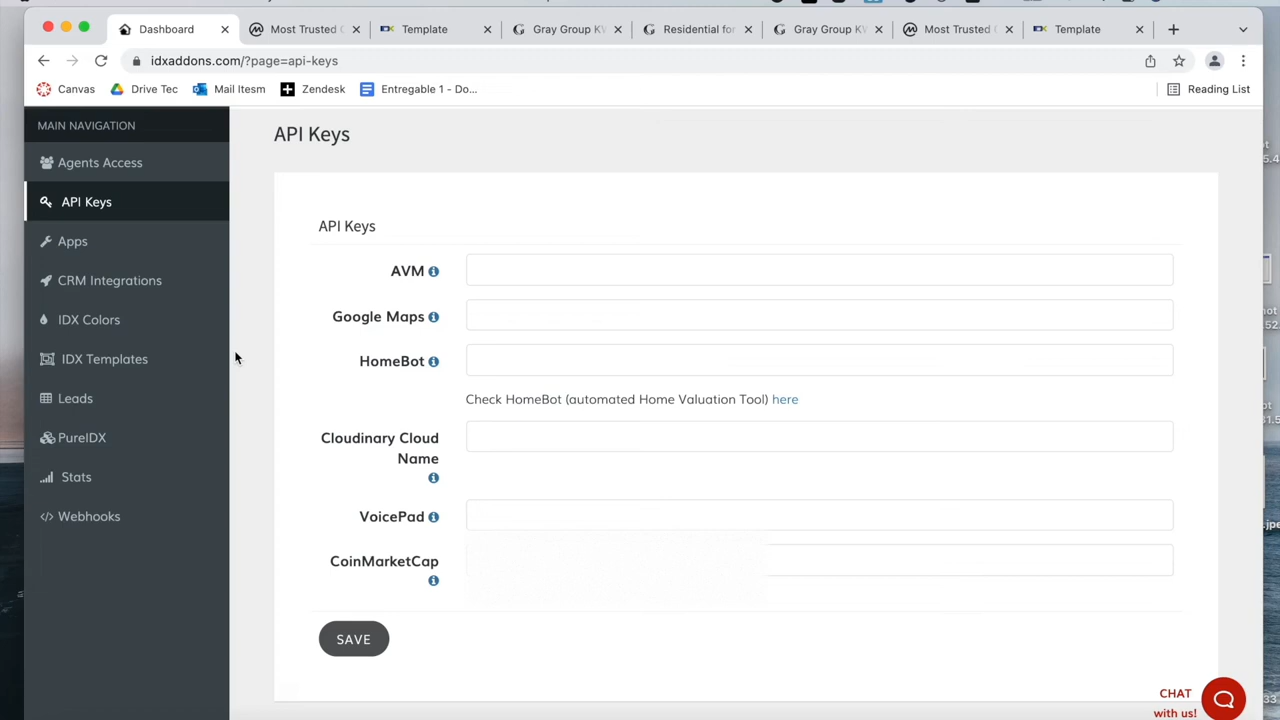 Dashboard
Most Trusted C
Template
Gray Group KW
Residential for
Gray Group KW
Most Trusted C
Template
idxaddons.com/?page=api-keys
Canvas
Drive Tec
Mail Itesm
Zendesk
Entregable 1 - Do...
Reading List
MAIN NAVIGATION
Agents Access
API Keys
Apps
CRM Integrations
IDX Colors
IDX Templates
Leads
PureIDX
Stats
Webhooks
API Keys
API Keys
AVM
Google Maps
HomeBot
Check HomeBot (automated Home Valuation Tool) here
Cloudinary Cloud
Name
VoicePad
CoinMarketCap
SAVE
CHAT
with us!